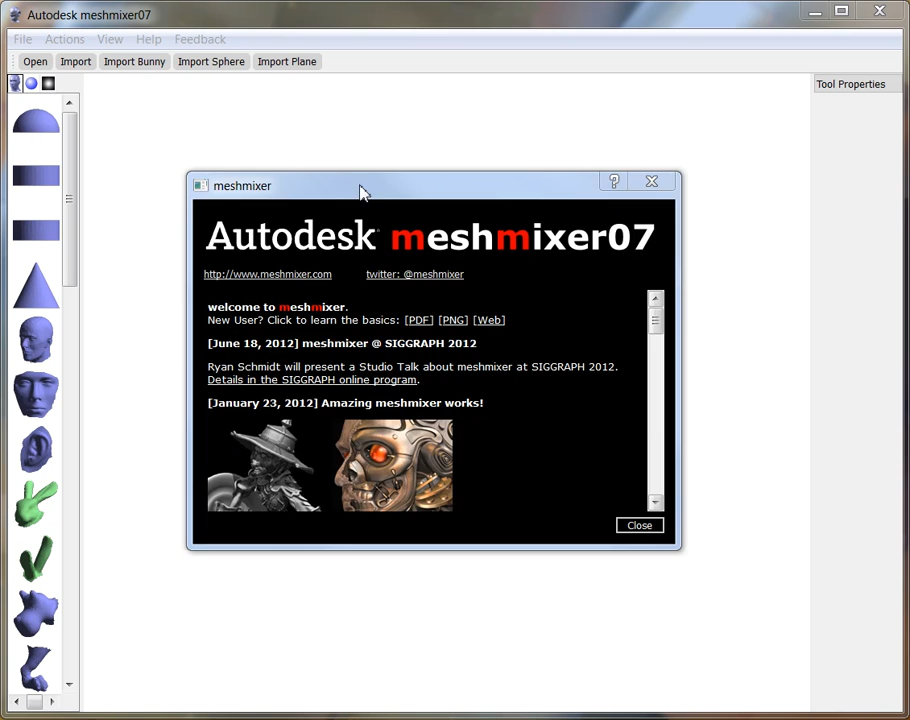 Autodesk meshmixer07
File Actions View Help Feedback
Open Import Import Bunny Import Sphere Import Plane
Tool Properties
meshmixer
Autodesk meshmixer07
http://www.meshmixer.com twitter: @meshmixer
welcome to meshmixer.
New User? Click to learn the basics: [PDF] [PNG] [Web]
[June 18, 2012] meshmixer @ SIGGRAPH 2012
Ryan Schmidt will present a Studio Talk about meshmixer at SIGGRAPH 2012.
Details in the SIGGRAPH online program.
[January 23, 2012] Amazing meshmixer works!
Close